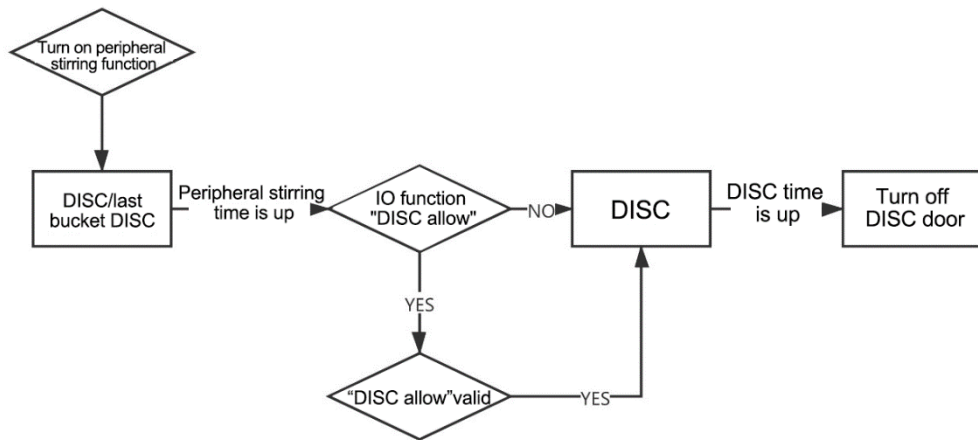 Turn on peripheral
stirring function
DISC/last
bucket DISC
Peripheral stirring
time is up
IO function
"DISC allow"
NO
DISC
DISC time
is up
Turn off
DISC door
YES
“DISC allow”valid
YES